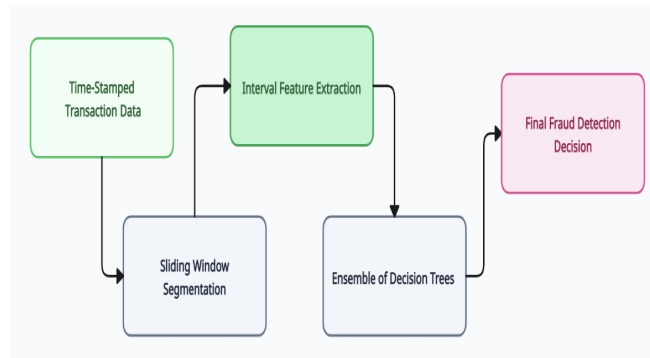 Time-Stamped
Transaction Data
Sliding Window
Segmentation
Interval Feature Extraction
Ensemble of Decision Trees
Final Fraud Detection
Decision